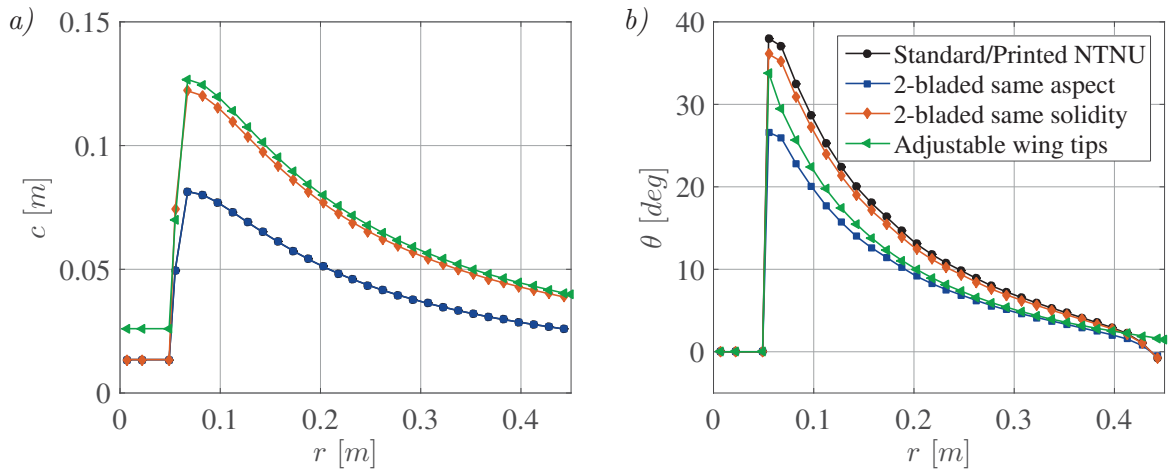 a)
0.15
0.1
0.05
0
c [m]
0
0.1
0.2
0.3
0.4
r [m]
b)
40
30
20
10
0
θ [deg]
0
0.1
0.2
0.3
0.4
r [m]
Standard/Printed NTNU
2-bladed same aspect
2-bladed same solidity
Adjustable wing tips